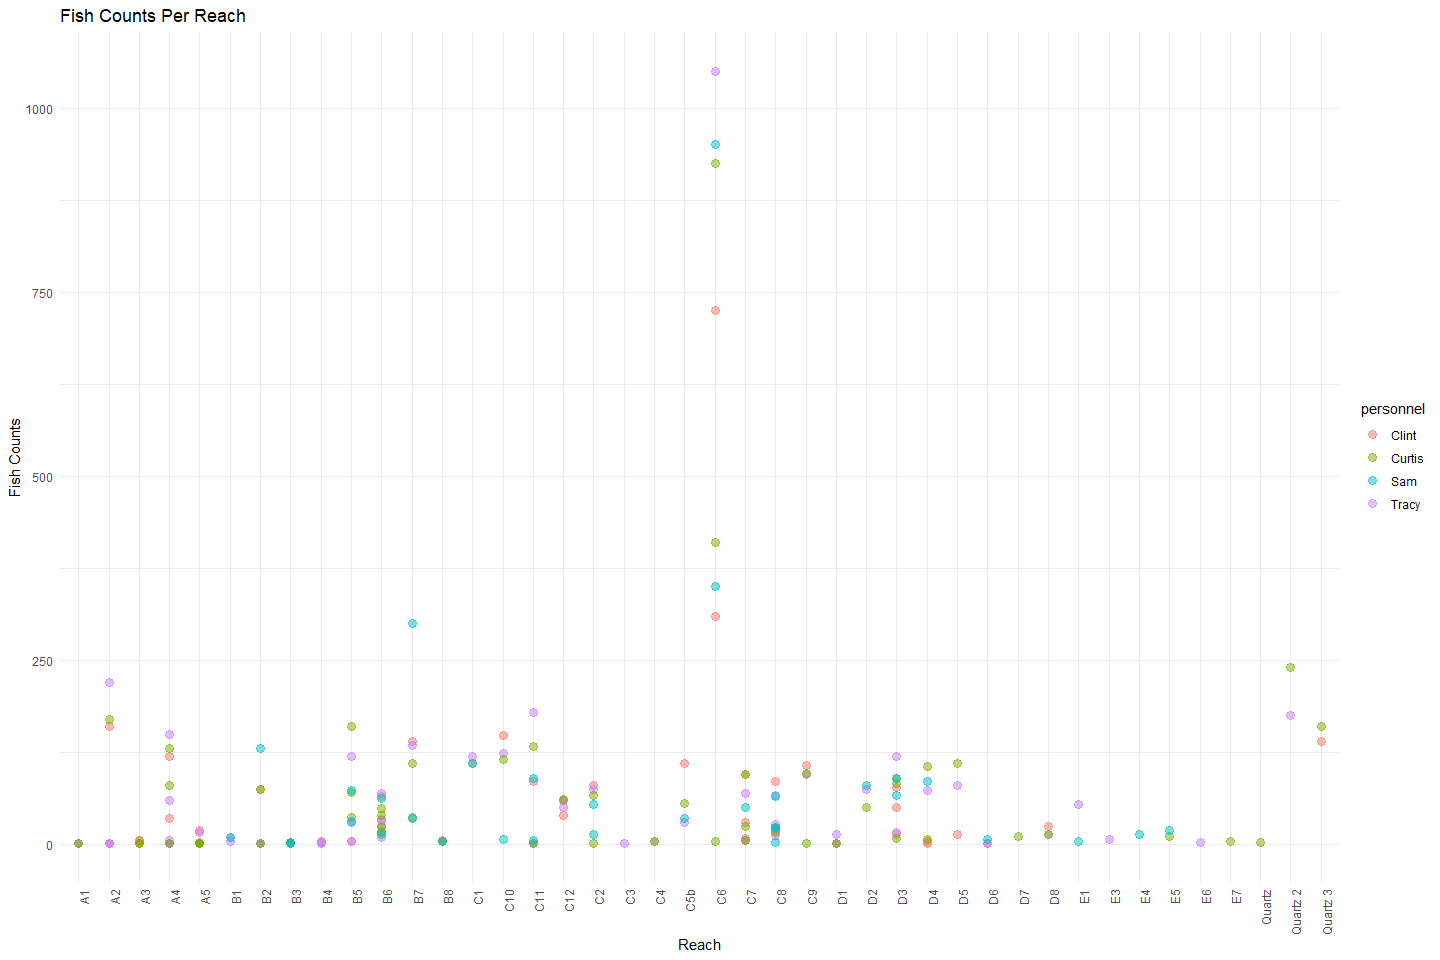 Fish Counts Per Reach
1000
750
500
250
0
Fish Counts
A1
A2
A3
A4
A5
B1
B2
B3
B4
B5
B6
B7
B8
C1
C10
C11
C12
C2
C3
C4
C5b
C6
C7
C8
C9
D1
D2
D3
D4
D5
D6
D7
D8
E1
E3
E4
E5
E6
E7
Quartz
Quartz 2
Quartz 3
Reach
personnel
Clint
Curtis
Sam
Tracy